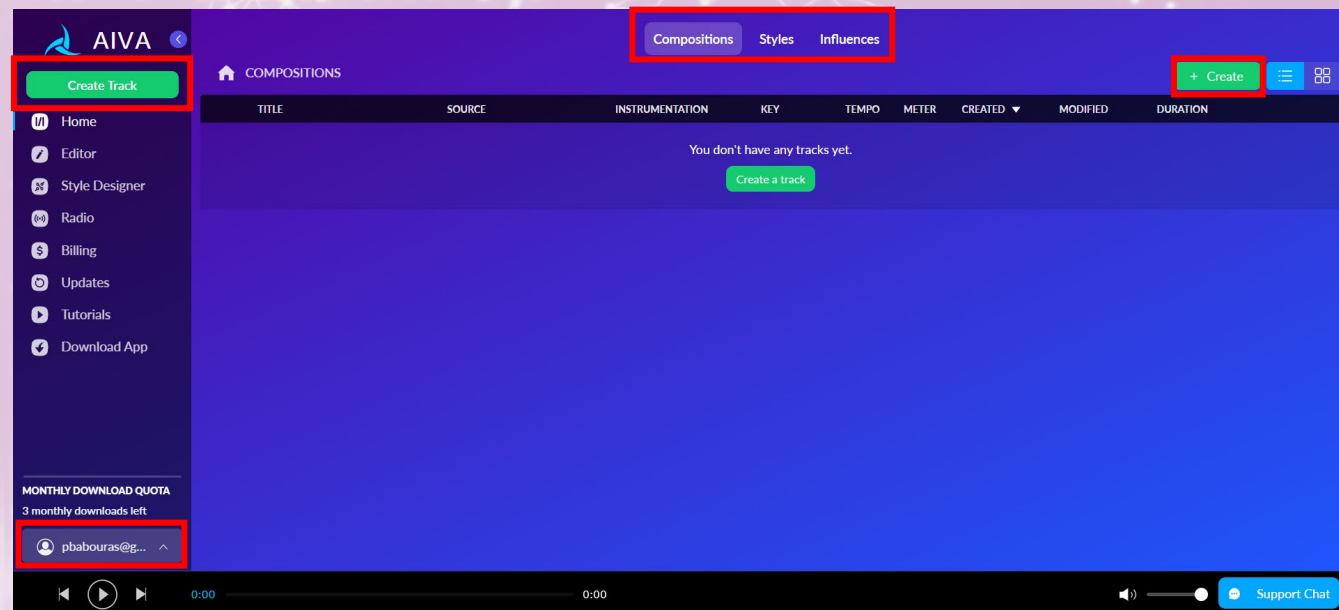 AIVA
Create Track
Home
Editor
Style Designer
Radio
Billing
Updates
Tutorials
Download App
MONTHLY DOWNLOAD QUOTA
3 monthly downloads left
pbabouras@g...
Compositions Styles Influences
COMPOSITIONS
+ Create
TITLE SOURCE INSTRUMENTATION KEY TEMPO METER CREATED MODIFIED DURATION
You don't have any tracks yet.
Create a track
0:00 0:00
Support Chat